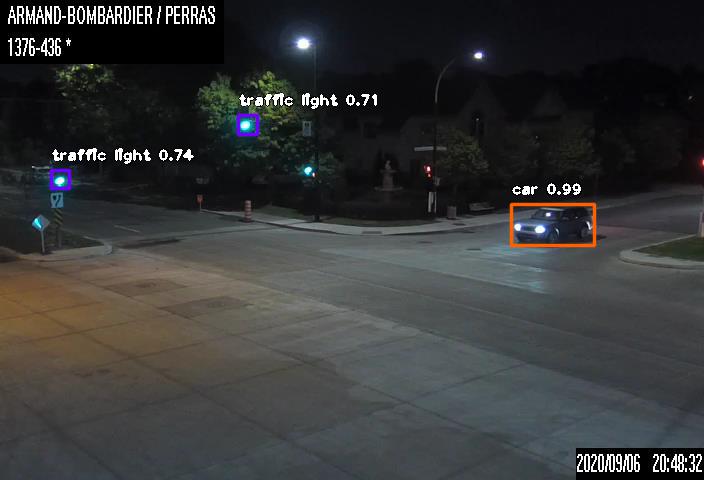 ARMAND-BOMBARDIER / PERRAS
1376-436 *
traffic light 0.71
traffic light 0.74
car 0.99
2020/09/06 20:48:32